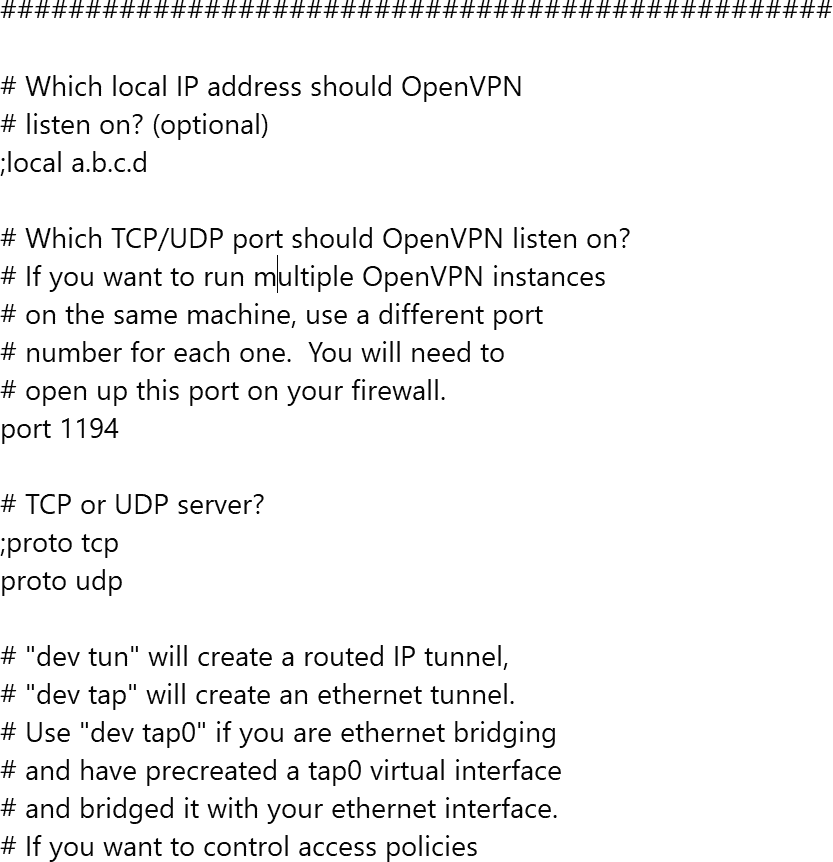 #################################################
# Which local IP address should OpenVPN
# listen on? (optional)
;local a.b.c.d
# Which TCP/UDP port should OpenVPN listen on?
# If you want to run multiple OpenVPN instances
# on the same machine, use a different port
# number for each one.  You will need to
# open up this port on your firewall.
port 1194
# TCP or UDP server?
;proto tcp
proto udp
# "dev tun" will create a routed IP tunnel,
# "dev tap" will create an ethernet tunnel.
# Use "dev tap0" if you are ethernet bridging
# and have precreated a tap0 virtual interface
# and bridged it with your ethernet interface.
# If you want to control access policies